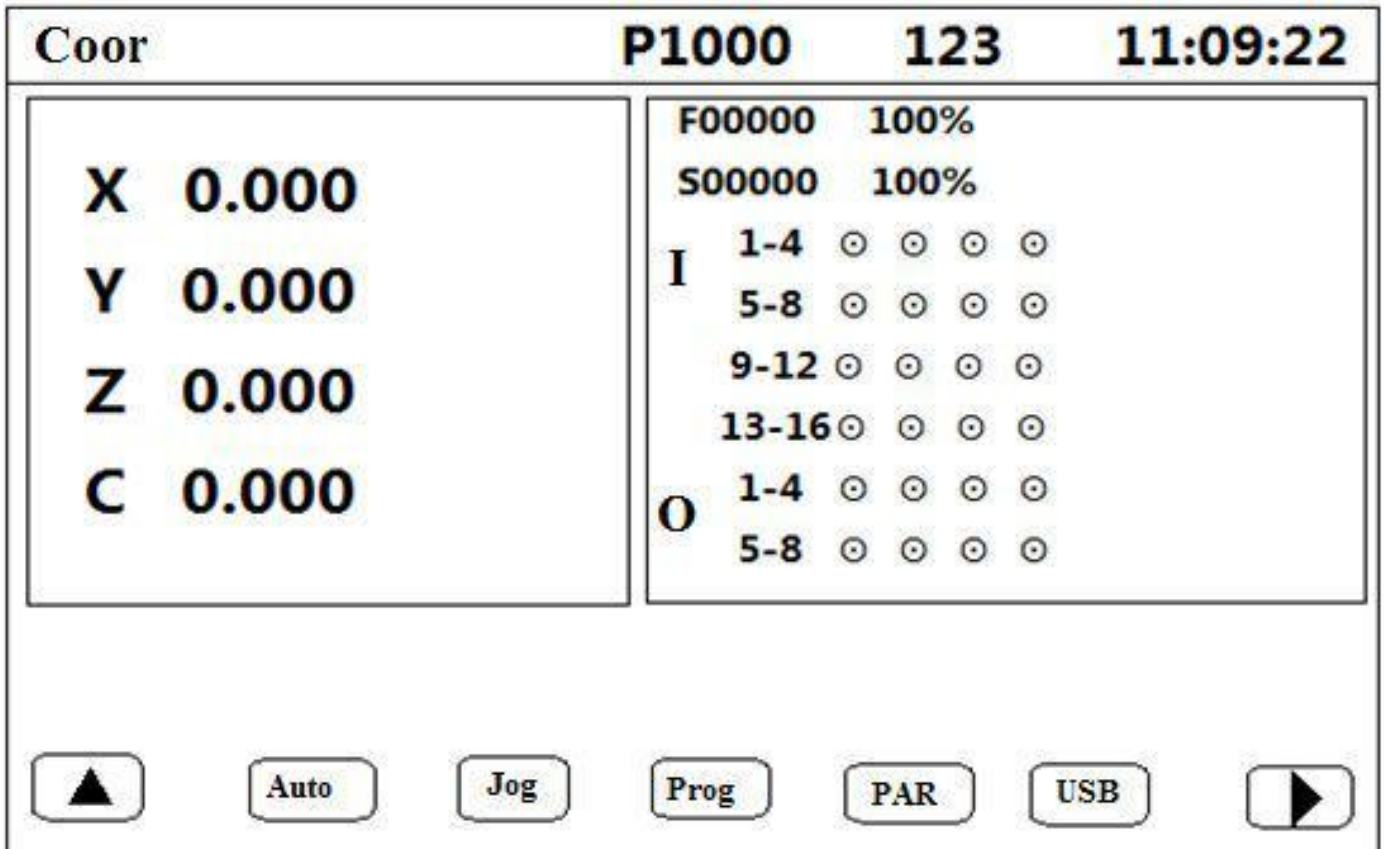 Coor P1000 123 11:09:22
X 0.000
Y 0.000
Z 0.000
C 0.000
F00000 100%
S00000 100%
I
1-4
5-8
9-12
13-16
O
1-4
5-8
Auto Jog Prog PAR USB